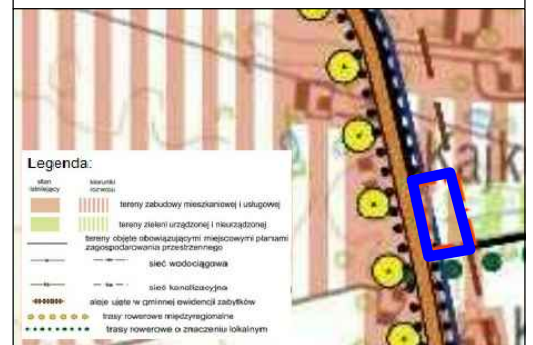 Kajk
Legenda:
stan istniejący
kierunki rozwoju
tereny zabudowy mieszkaniowej i usługowej
tereny zieleni urządzonej i nieurządzonej
tereny objęte obowiązującymi miejscowymi planami
zagospodarowania przestrzennego
sieć wodociągowa
sieć kanalizacyjna
aleje ujęte w gminnej ewidencji zabytków
trasy rowerowe międzyregionalne
trasy rowerowe o znaczeniu lokalnym